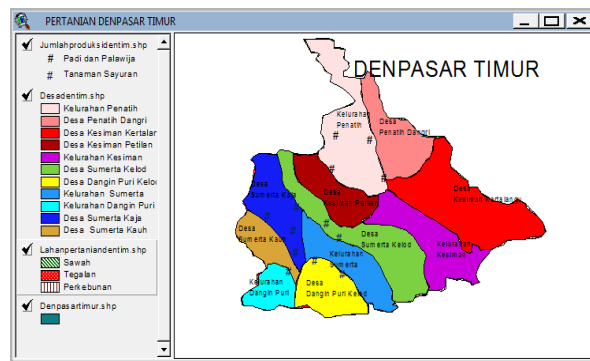 PERTANIAN DENPASAR TIMUR
Jumlahproduksidentim.shp
# Padi dan Palawija
# Tanaman Sayuran
Desadentim.shp
Kelurahan Penatih
Desa Penatih Dangri
Desa Kesiman Kertalar
Desa Kesiman Petilan
Kelurahan Kesiman
Desa Sumerta Kelod
Desa Dangin Puri Kelod
Kelurahan Sumerta
Kelurahan Dangin Puri
Desa Sumerta Kaja
Desa Sumerta Kauh
Lahanpertaniandentim.shp
Sawah
Tegalan
Perkebunan
Denpasartimur.shp
DENPASAR TIMUR
Kelurahan
Penatih
Desa
Penatih Dangri
Desa
Sumerta Kaja
Desa
Kesiman Petilan
Desa
Kesiman Kertalangu
Desa
Sumerta Kauh
Desa
Sumerta Kelod
Kelurahan
Kesiman
Kelurahan
Sumerta
Kelurahan
Dangin Puri
Desa
Dangin Puri Kelod